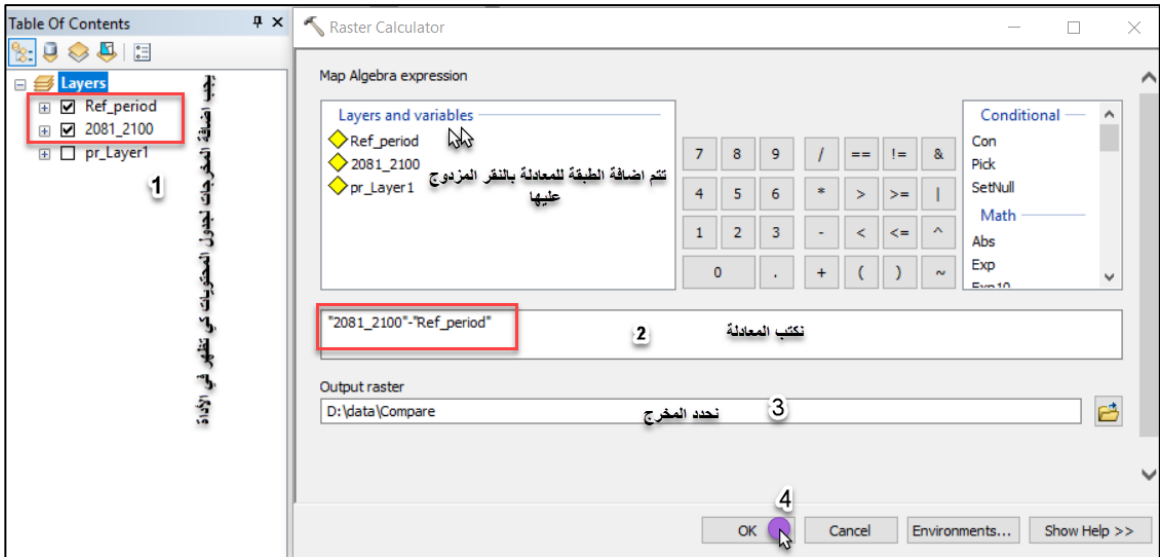 Table Of Contents
Layers
Ref_period
2081_2100
pr_Layer1
1
يجب اضافة المخرجات لجدول المحتويات كي تظهر في الأداة
Raster Calculator
Map Algebra expression
Layers and variables
Ref_period
2081_2100
pr_Layer1
تتم اضافة الطبقة للمعادلة بالنقر المزدوج
عليها
7 8 9 / == != &
4 5 6 * > >= |
1 2 3 - < <= ^
0 . + ( ) ~
Conditional
Con
Pick
SetNull
Math
Abs
Exp
Exp10
"2081_2100"-"Ref_period"
2
نكتب المعادلة
Output raster
D:\data\Compare
نحدد المخرج
3
4
OK Cancel Environments... Show Help >>